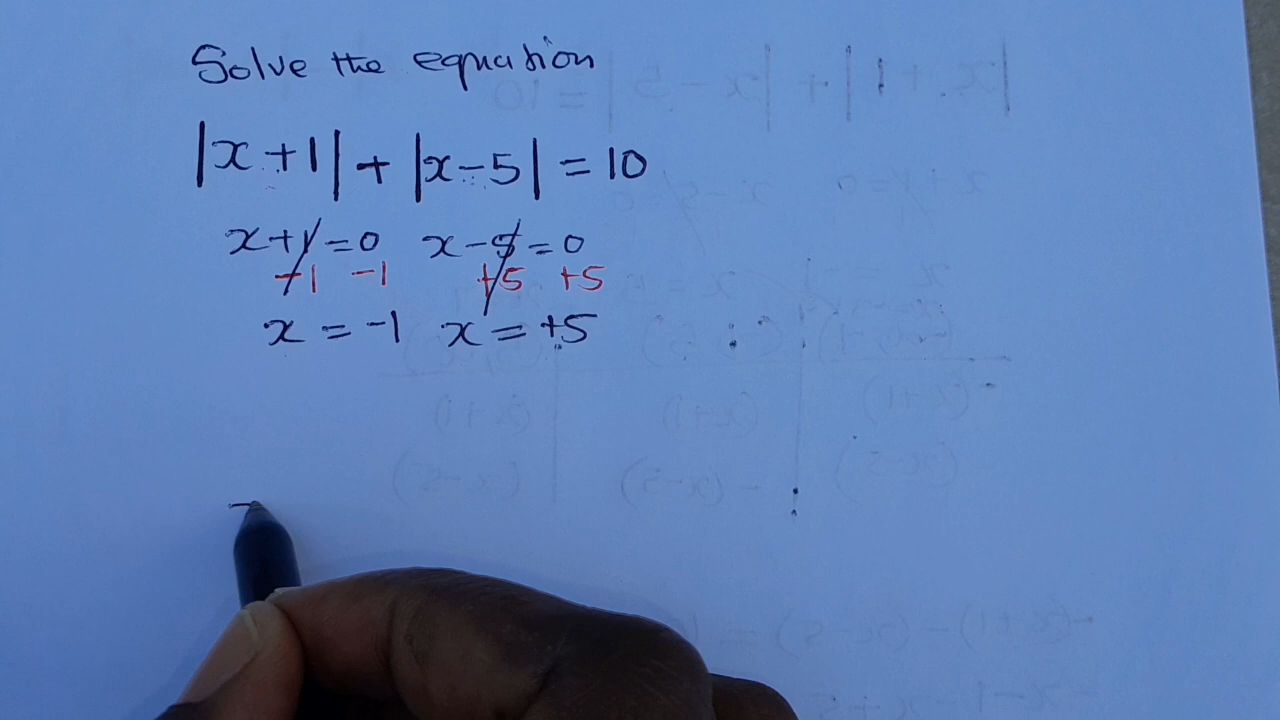 Solve the equation
|x+1| + |x-5| = 10
x+1=0 x-5=0
-1 -1 +5 +5
x = -1 x = +5